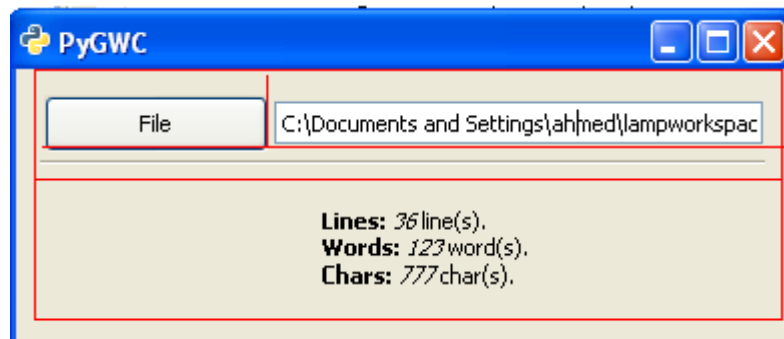 PyGWC
File C:\Documents and Settings\ahmed\lampworkspac
Lines: 36 line(s).
Words: 123 word(s).
Chars: 777 char(s).